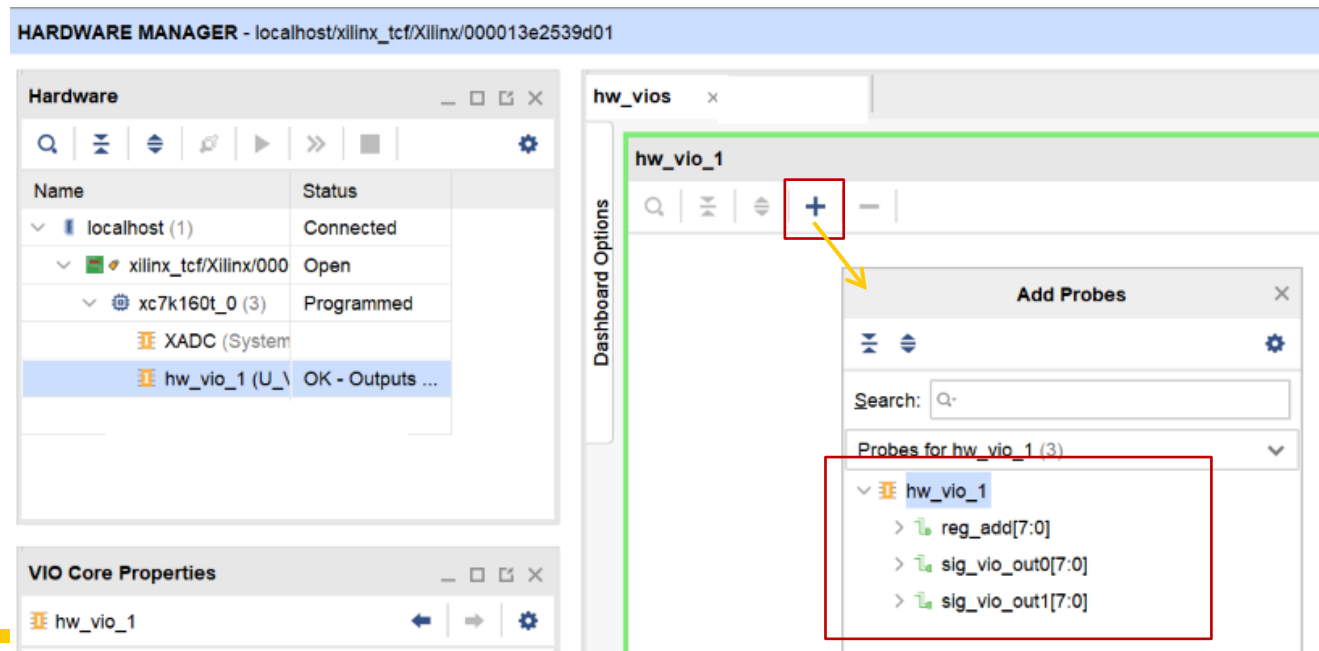 HARDWARE MANAGER - localhost/xilinx_tcf/Xilinx/000013e2539d01
Hardware
Name Status
localhost (1) Connected
xilinx_tcf/Xilinx/000 Open
xc7k160t_0 (3) Programmed
XADC (System
hw_vio_1 (U_\ OK - Outputs ...
VIO Core Properties
hw_vio_1
hw_vios
Dashboard Options
hw_vio_1
Add Probes
Search:
Probes for hw_vio_1 (3)
hw_vio_1
reg_add[7:0]
sig_vio_out0[7:0]
sig_vio_out1[7:0]